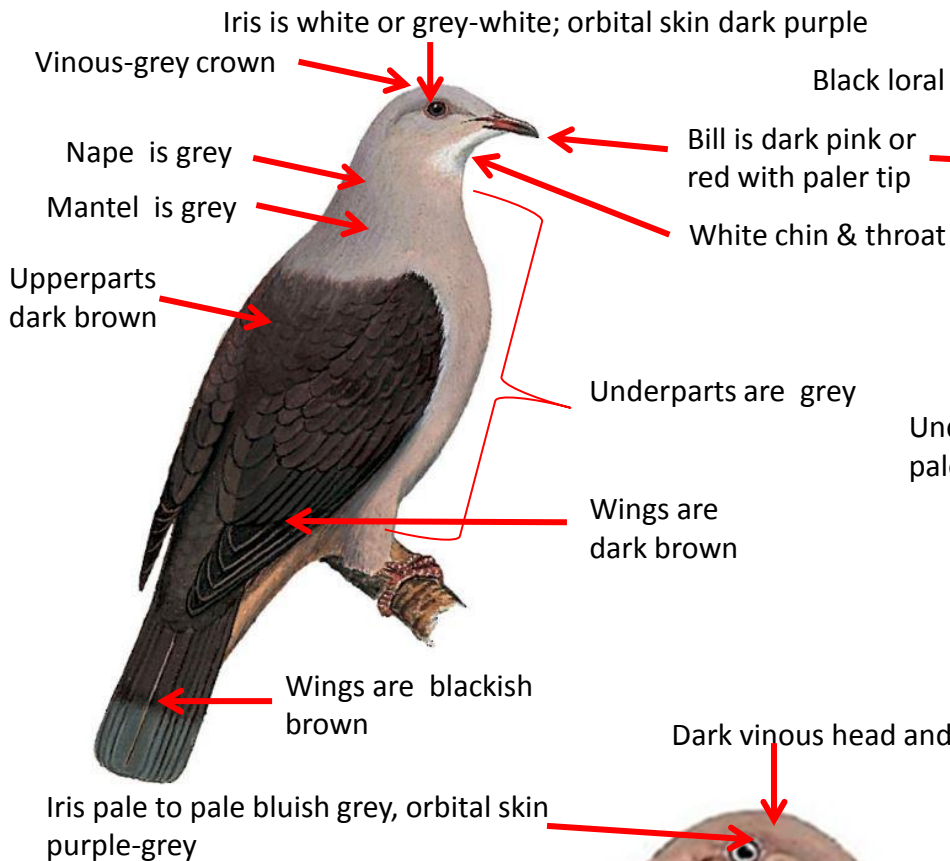 Iris is white or grey-white; orbital skin dark purple
Vinous-grey crown
Black loral
Bill is dark pink or
red with paler tip
Nape is grey
Mantel is grey
White chin & throat
Upperparts
dark brown
Underparts are grey
Wings are
dark brown
Wings are blackish
brown
Dark vinous head and
Iris pale to pale bluish grey, orbital skin
purple-grey